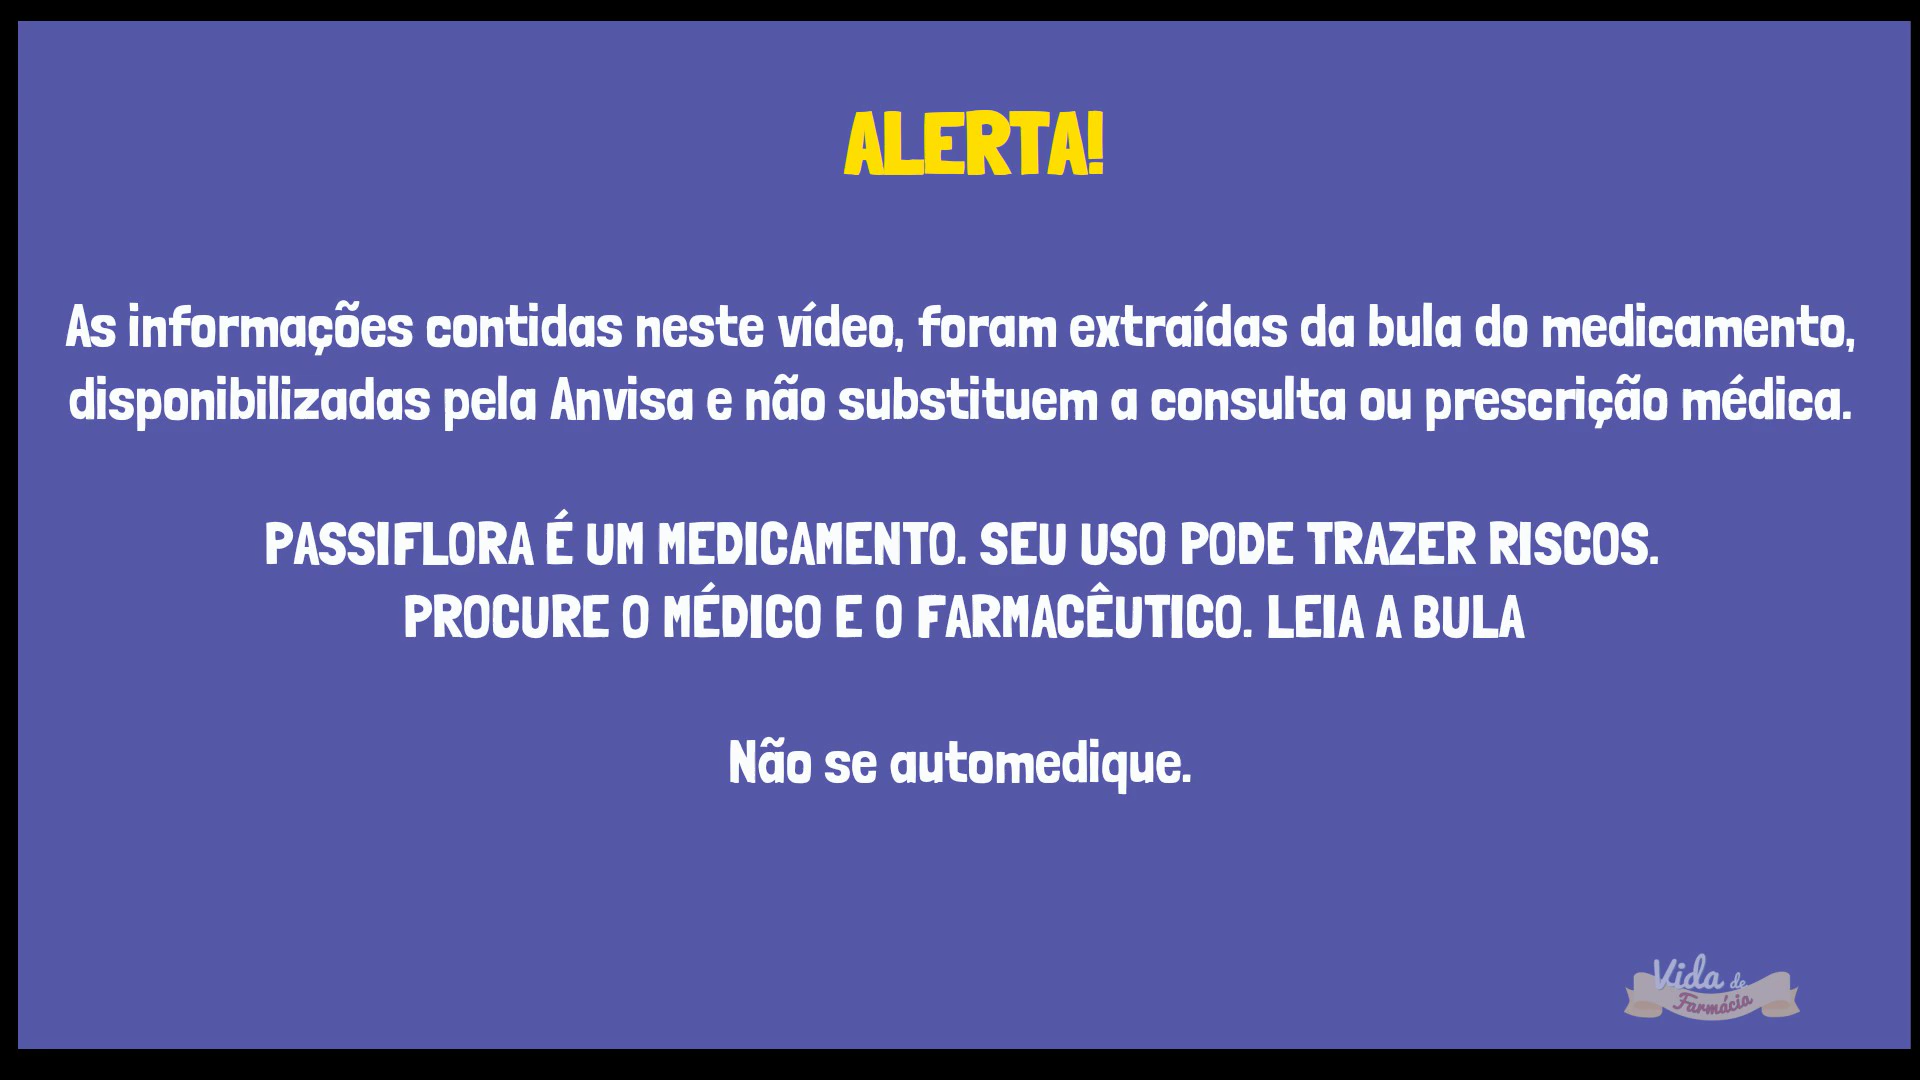 ALERTA!
As informações contidas neste vídeo, foram extraídas da bula do medicamento,
disponibilizadas pela Anvisa e não substituem a consulta ou prescrição médica.
PASSIFLORA É UM MEDICAMENTO. SEU USO PODE TRAZER RISCOS.
PROCURE O MÉDICO E O FARMACÊUTICO. LEIA A BULA
Não se automedique.
Vida de
Farmácia